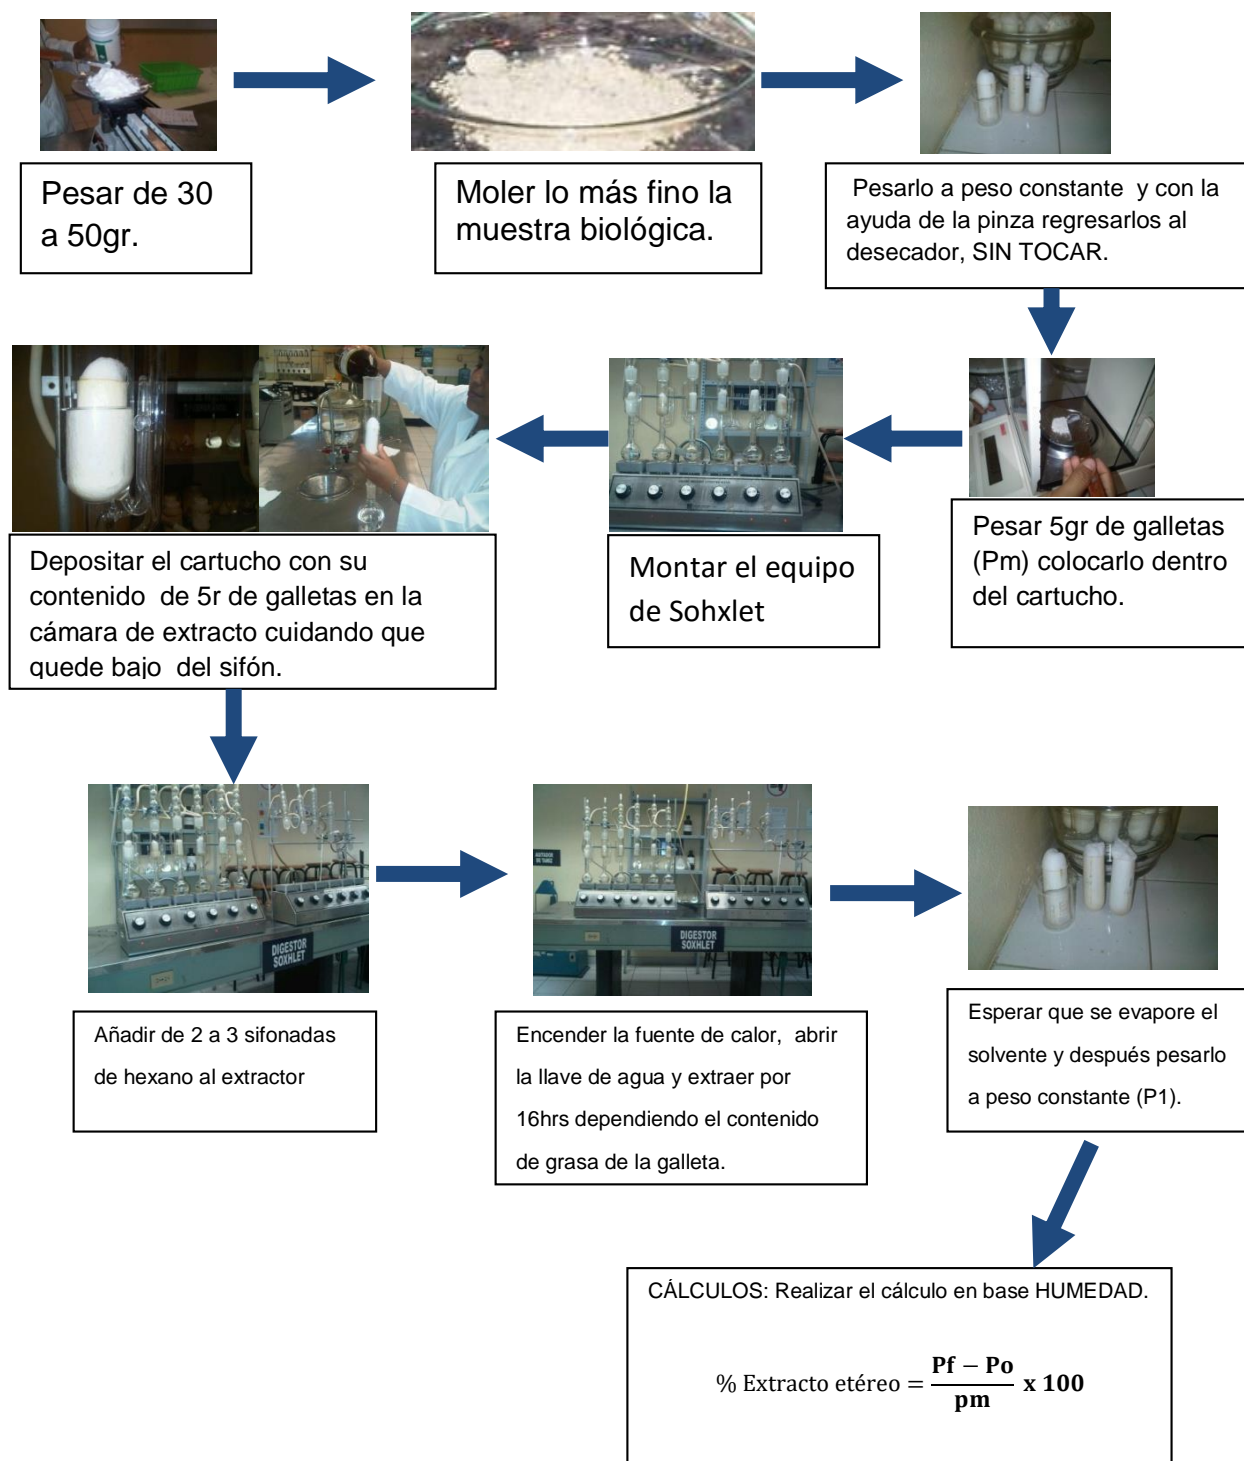 Pesar de 30
a 50gr.
Moler lo más fino la
muestra biológica.
Pesarlo a peso constante y con la
ayuda de la pinza regresarlos al
desecador, SIN TOCAR.
Pesar 5gr de galletas
(Pm) colocarlo dentro
del cartucho.
Montar el equipo
de Sohxlet
Depositar el cartucho con su
contenido de 5r de galletas en la
cámara de extracto cuidando que
quede bajo del sifón.
DIGESTOR
SOXHLET
Añadir de 2 a 3 sifonadas
de hexano al extractor
AGITADOR
DE TAMIZ
DIGESTOR
SOXHLET
Encender la fuente de calor, abrir
la llave de agua y extraer por
16hrs dependiendo el contenido
de grasa de la galleta.
Esperar que se evapore el
solvente y después pesarlo
a peso constante (P1).
CÁLCULOS: Realizar el cálculo en base HUMEDAD.
% Extracto etéreo = Pf − Po / pm x 100